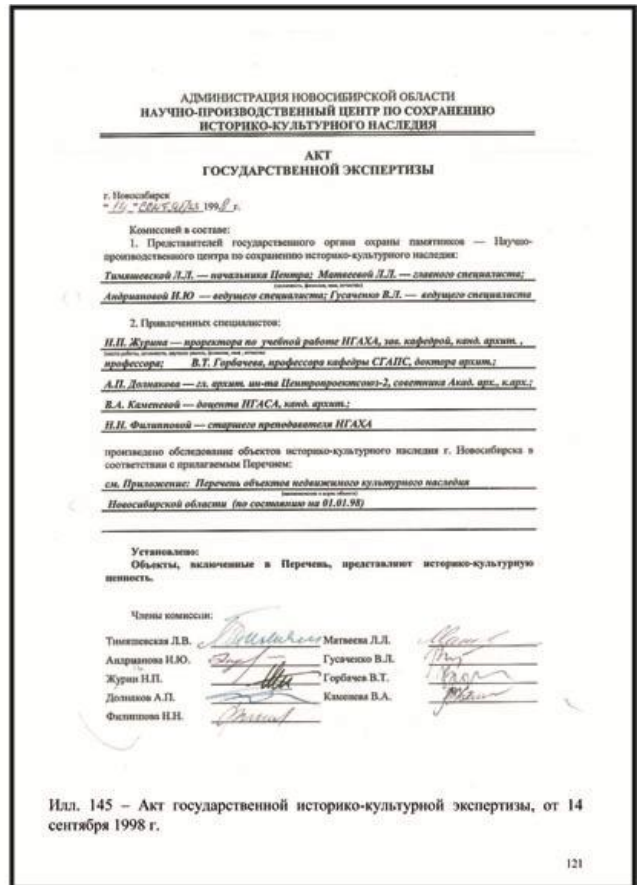 АДМИНИСТРАЦИЯ НОВОСИБИРСКОЙ ОБЛАСТИ
НАУЧНО-ПРОИЗВОДСТВЕННЫЙ ЦЕНТР ПО СОХРАНЕНИЮ
ИСТОРИКО-КУЛЬТУРНОГО НАСЛЕДИЯ
АКТ
ГОСУДАРСТВЕННОЙ ЭКСПЕРТИЗЫ
г. Новосибирск
"14" сентября 1998 г.
Комиссией в составе:
1. Представителей государственного органа охраны памятников — Научно-
производственного центра по сохранению историко-культурного наследия:
Тимяшевской Л.Л. — начальника Центра; Матвеевой Л.Л. — главного специалиста;
Андриановой И.Ю — ведущего специалиста; Гусаченко В.Л. — ведущего специалиста
2. Привлеченных специалистов:
Н.П. Журина — проректора по учебной работе НГАХА, зав. кафедрой, канд. архит. ,
профессора; В.Т. Горбачева, профессора кафедры СГАПС, доктора архит.;
А.П. Долнакова — гл. архит. ин-та Центропроектсоюз-2, советника Акад. арх., к.арх.;
В.А. Каменевой — доцента НГАСА, канд. архит.;
Н.Н. Филипповой — старшего преподавателя НГАХА
произведено обследование объектов историко-культурного наследия г. Новосибирска в
соответствии с прилагаемым Перечнем:
см. Приложение: Перечень объектов недвижимого культурного наследия
Новосибирской области (по состоянию на 01.01.98)
Установлено:
Объекты, включенные в Перечень, представляют историко-культурную
ценность.
Члены комиссии:
Тимяшевская Л.В. Матвеева Л.Л.
Андрианова И.Ю. Гусаченко В.Л.
Журин Н.П. Горбачев В.Т.
Долнаков А.П. Каменева В.А.
Филиппова Н.Н.
Илл. 145 – Акт государственной историко-культурной экспертизы, от 14
сентября 1998 г.
121